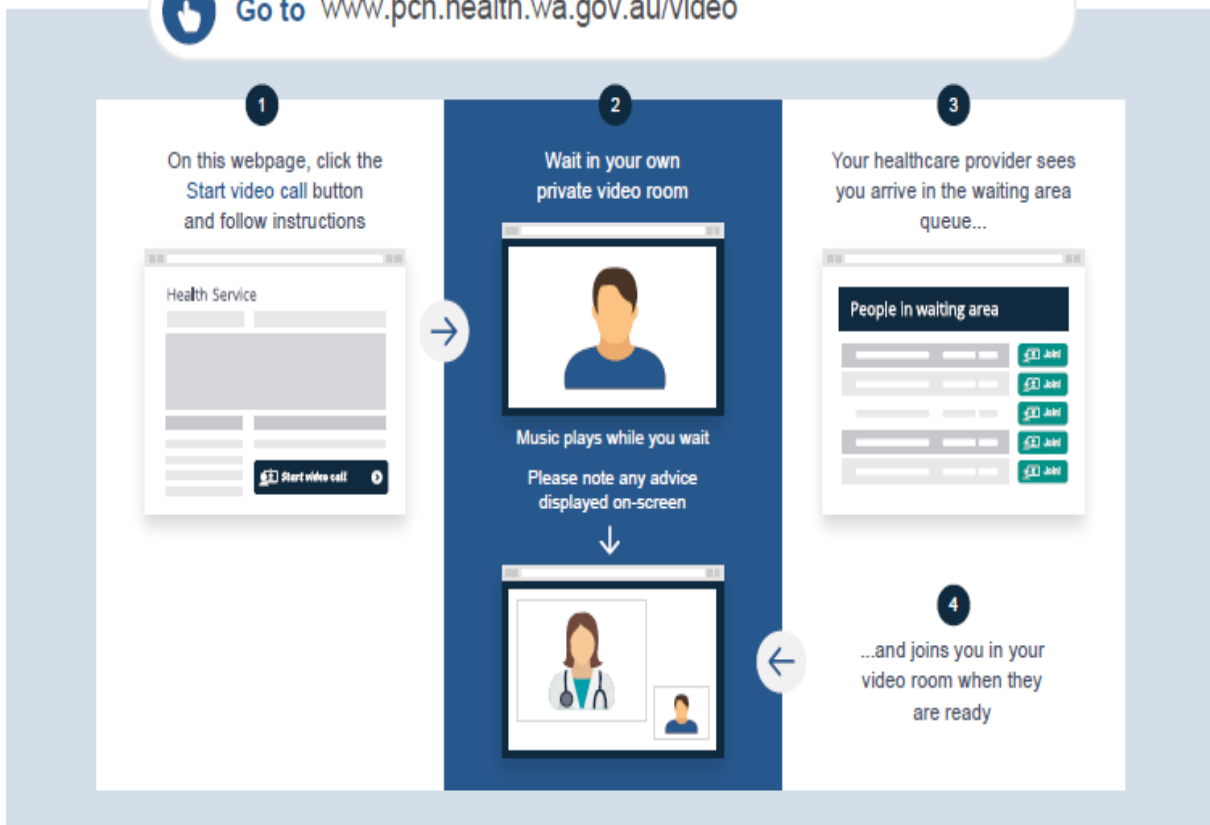 Go to www.pch.health.wa.gov.au/video
1
On this webpage, click the
Start video call button
and follow instructions
Health Service
Start video call
2
Wait in your own
private video room
Music plays while you wait
Please note any advice
displayed on-screen
3
Your healthcare provider sees
you arrive in the waiting area
queue...
People in waiting area
Join!
Join!
Join!
Join!
Join!
4
...and joins you in your
video room when they
are ready